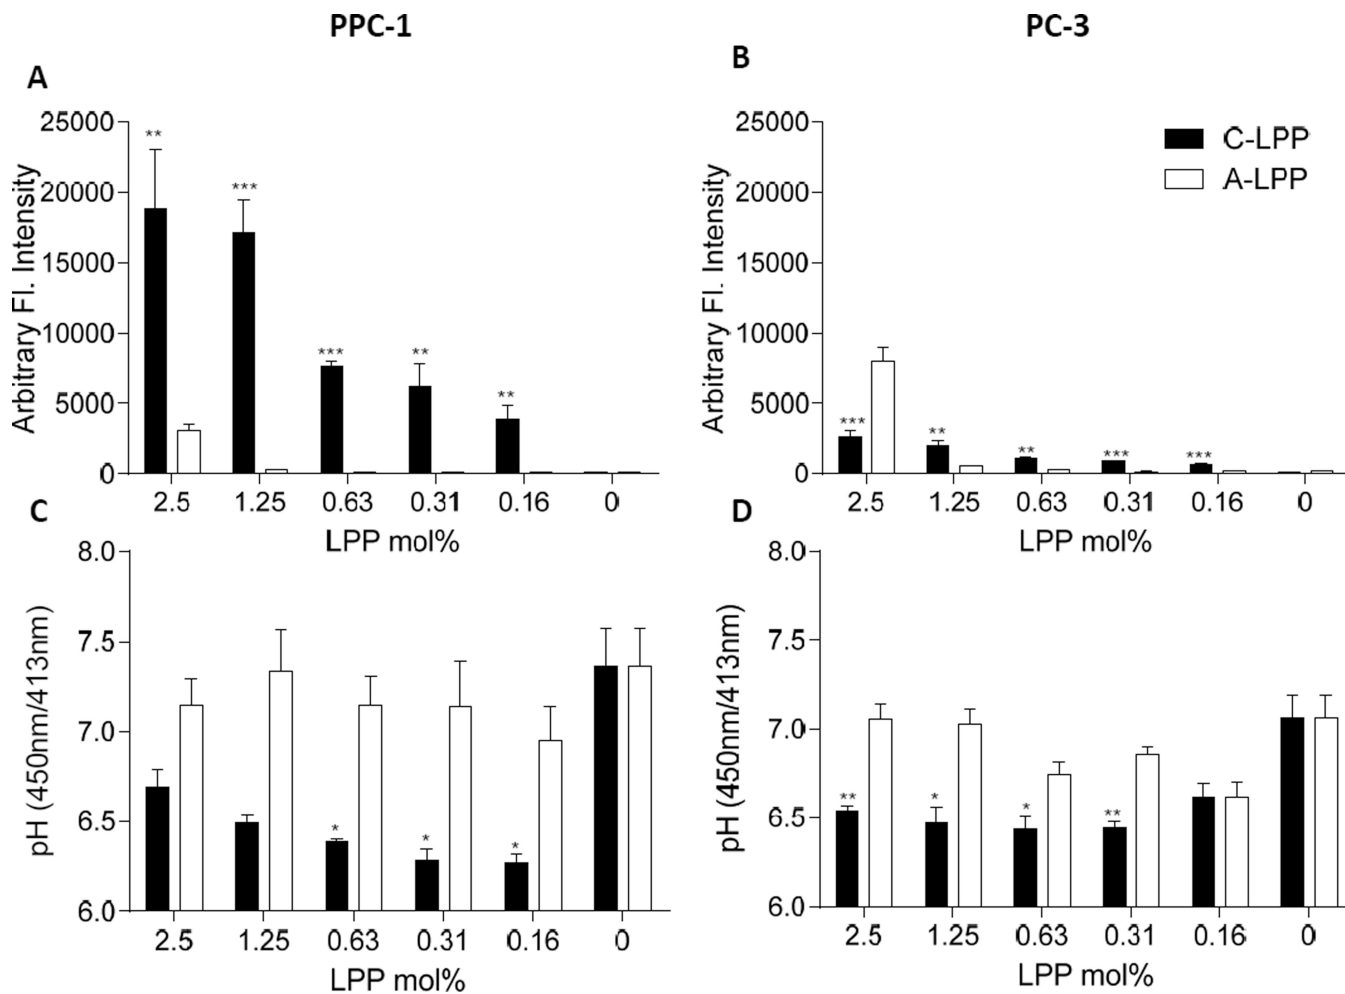 PPC-1
PC-3
A
Arbitrary Fl. Intensity
25000
20000
15000
10000
5000
0
**
***
***
**
**
2.5 1.25 0.63 0.31 0.16 0
LPP mol%
B
Arbitrary Fl. Intensity
25000
20000
15000
10000
5000
0
C-LPP
A-LPP
***
**
**
***
***
2.5 1.25 0.63 0.31 0.16 0
LPP mol%
C
pH (450nm/413nm)
8.0
7.5
7.0
6.5
6.0
*
*
*
2.5 1.25 0.63 0.31 0.16 0
LPP mol%
D
pH (450nm/413nm)
8.0
7.5
7.0
6.5
6.0
**
*
*
**
2.5 1.25 0.63 0.31 0.16 0
LPP mol%